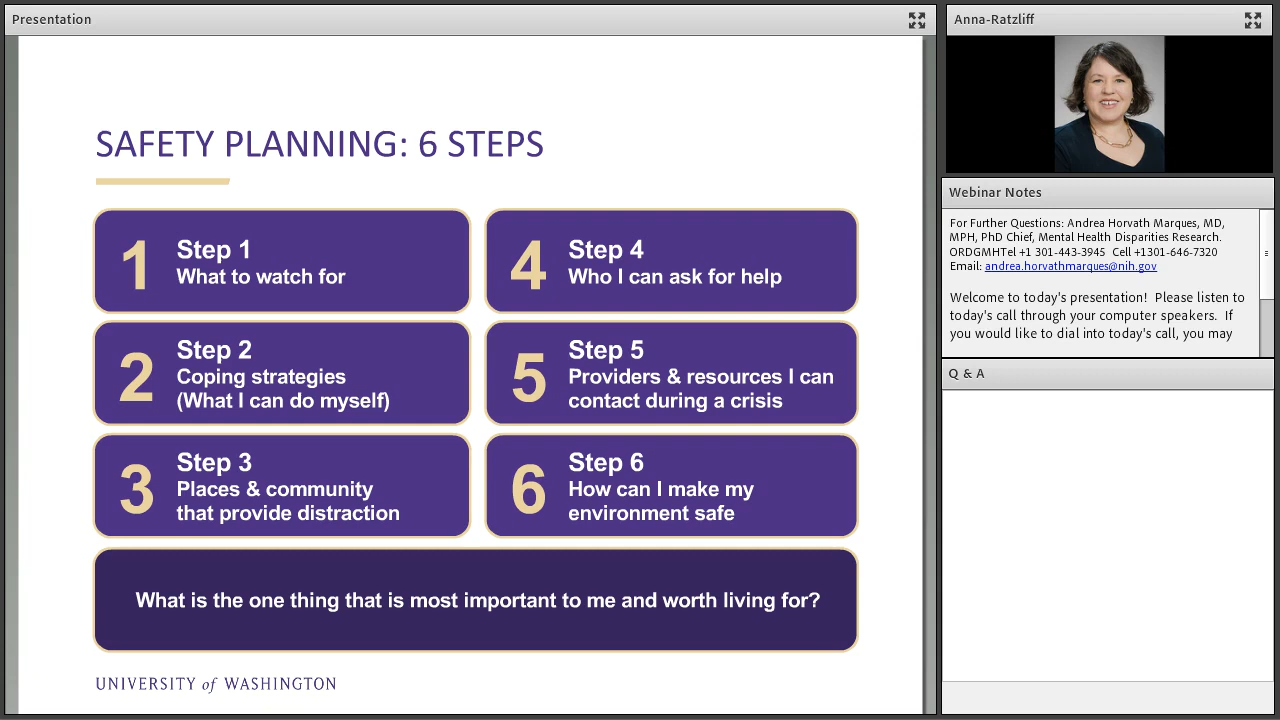 Presentation
SAFETY PLANNING: 6 STEPS
1
Step 1
What to watch for
2
Step 2
Coping strategies
(What I can do myself)
3
Step 3
Places & community
that provide distraction
4
Step 4
Who I can ask for help
5
Step 5
Providers & resources I can
contact during a crisis
6
Step 6
How can I make my
environment safe
What is the one thing that is most important to me and worth living for?
UNIVERSITY of WASHINGTON
Anna-Ratzliff
Webinar Notes
For Further Questions: Andrea Horvath Marques, MD,
MPH, PhD Chief, Mental Health Disparities Research.
ORDGMHTel +1 301-443-3945 Cell +1301-646-7320
Email: andrea.horvathmarques@nih.gov
Welcome to today's presentation! Please listen to
today's call through your computer speakers. If
you would like to dial into today's call, you may
Q & A